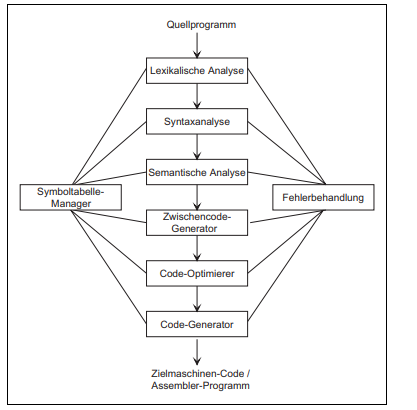 Quellprogramm
Lexikalische Analyse
Syntaxanalyse
Semantische Analyse
Symboltabelle-
Manager
Fehlerbehandlung
Zwischencode-
Generator
Code-Optimierer
Code-Generator
Zielmaschinen-Code /
Assembler-Programm